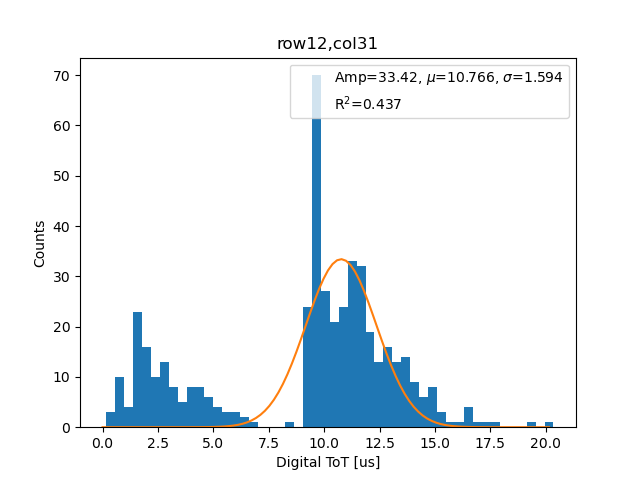 row12,col31
Amp=33.42, μ=10.766, σ=1.594
R²=0.437
70
60
50
40
30
20
10
0
Counts
0.0 2.5 5.0 7.5 10.0 12.5 15.0 17.5 20.0
Digital ToT [us]